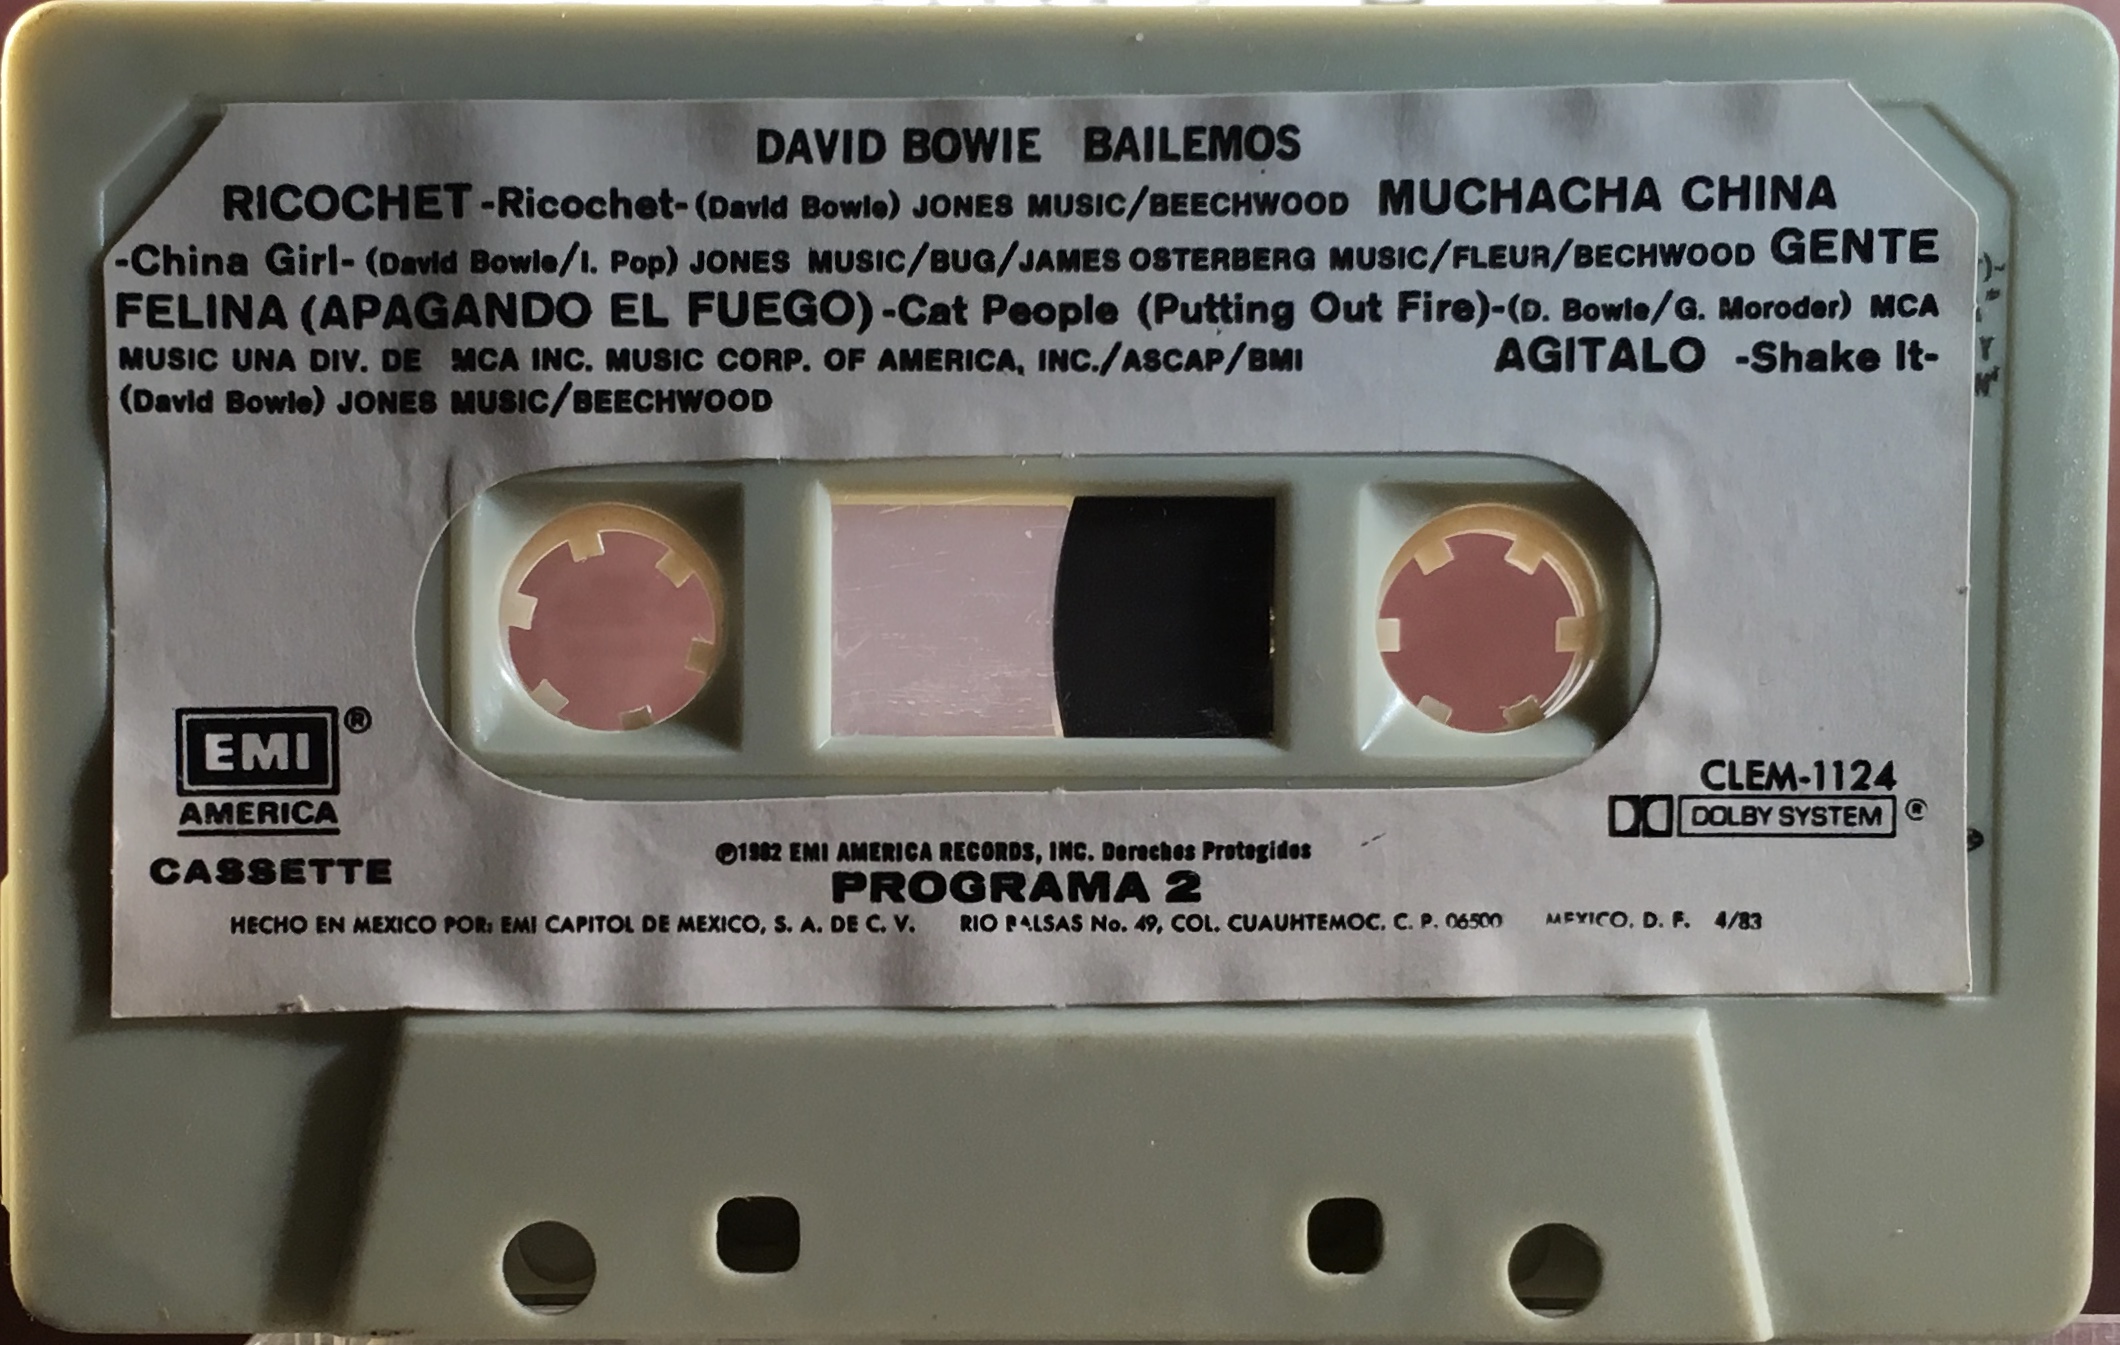 DAVID BOWIE BAILEMOS
RICOCHET -Ricochet- (David Bowie) JONES MUSIC/BEECHWOOD MUCHACHA CHINA
-China Girl- (David Bowie/I. Pop) JONES MUSIC/BUG/JAMES OSTERBERG MUSIC/FLEUR/BECHWOOD GENTE
FELINA (APAGANDO EL FUEGO) -Cat People (Putting Out Fire)-(D. Bowie/G. Moroder) MCA
MUSIC UNA DIV. DE MCA INC. MUSIC CORP. OF AMERICA, INC./ASCAP/BMI AGITALO -Shake It-
(David Bowie) JONES MUSIC/BEECHWOOD
EMI ®
AMERICA
CASSETTE
CLEM-1124
DOLBY SYSTEM ®
℗1982 EMI AMERICA RECORDS, INC. Derechos Protegidos
PROGRAMA 2
HECHO EN MEXICO POR: EMI CAPITOL DE MEXICO, S. A. DE C. V. RIO BALSAS No. 49, COL. CUAUHTEMOC. C. P. 06500 MEXICO, D. F. 4/83